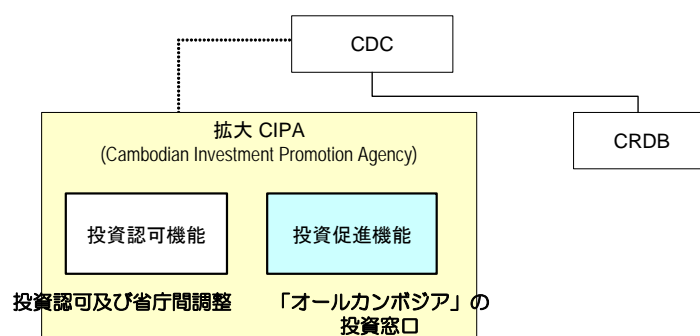 CDC
拡大 CIPA
(Cambodian Investment Promotion Agency)
CRDB
投資認可機能
投資促進機能
投資認可及び省庁間調整
「オールカンボジア」の
投資窓口